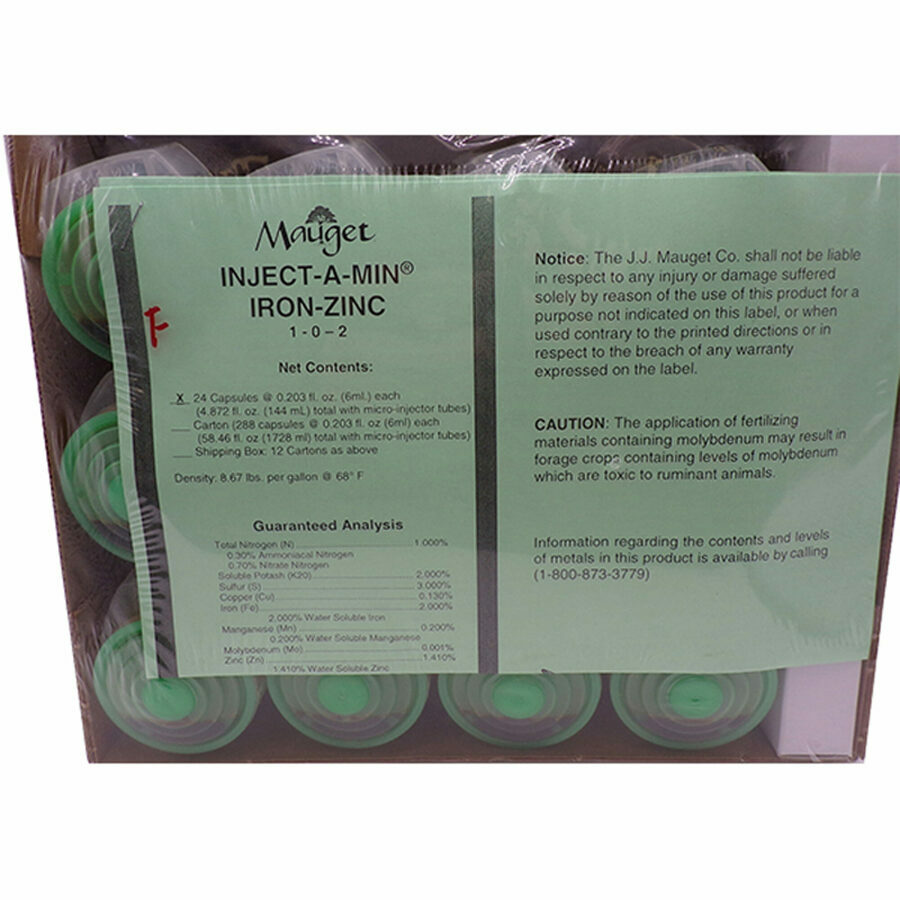 Mauget
INJECT-A-MIN®
IRON-ZINC
1-0–2
Net Contents:
X 24 Capsules @ 0.203 fl. oz. (6ml.) each
(4.872 fl. oz. (144 mL) total with micro-injector tubes)
___ Carton (288 capsules @ 0.203 fl. oz (6ml) each
(58.46 fl. oz (1728 ml) total with micro-injector tubes)
___ Shipping Box: 12 Cartons as above
Density: 8.67 lbs. per gallon @ 68° F
Guaranteed Analysis
Total Nitrogen (N)..........1.000%
0.30% Ammoniacal Nitrogen
0.70% Nitrate Nitrogen
Soluble Potash (K20)..........2.000%
Sulfur (S)..........3.000%
Copper (Cu)..........0.130%
Iron (Fe)..........2.000%
2.000% Water Soluble Iron
Manganese (Mn)..........0.200%
0.200% Water Soluble Manganese
Molybdenum (Mo)..........0.001%
Zinc (Zn)..........1.410%
1.410% Water Soluble Zinc
F
Notice: The J.J. Mauget Co. shall not be liable
in respect to any injury or damage suffered
solely by reason of the use of this product for a
purpose not indicated on this label, or when
used contrary to the printed directions or in
respect to the breach of any warranty
expressed on the label.
CAUTION: The application of fertilizing
materials containing molybdenum may result in
forage crops containing levels of molybdenum
which are toxic to ruminant animals.
Information regarding the contents and levels
of metals in this product is available by calling
(1-800-873-3779)